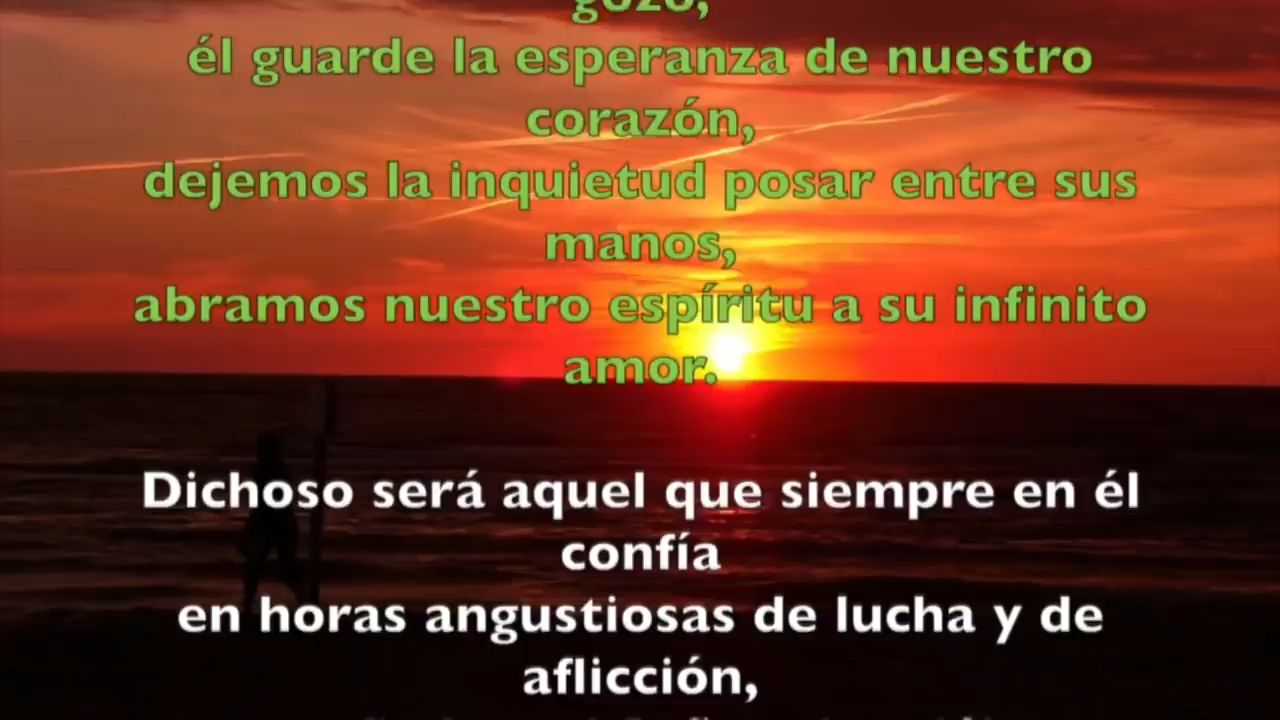 gozo,
él guarde la esperanza de nuestro
corazón,
dejemos la inquietud posar entre sus
manos,
abramos nuestro espíritu a su infinito
amor.
Dichoso será aquel que siempre en él
confía
en horas angustiosas de lucha y de
aflicción,